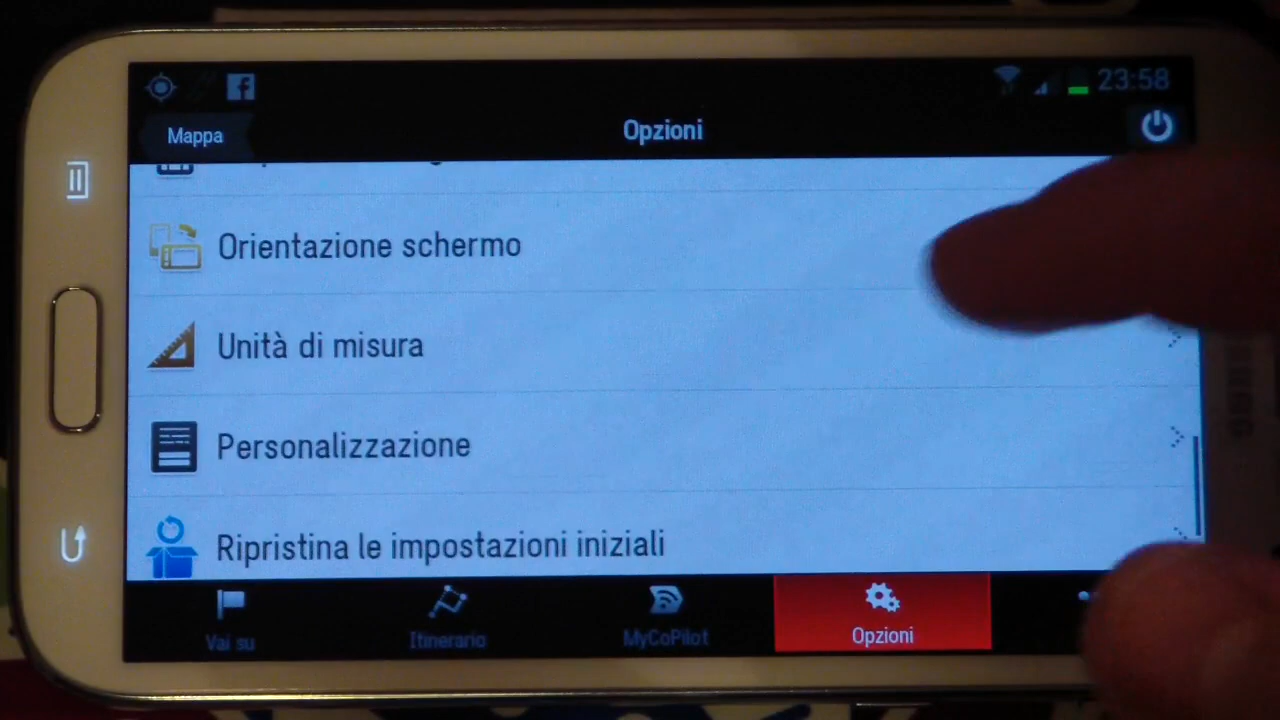 23:58
Mappa
Opzioni
Orientazione schermo
Unità di misura
Personalizzazione
Ripristina le impostazioni iniziali
Vai su
Itinerario
MyCoPilot
Opzioni